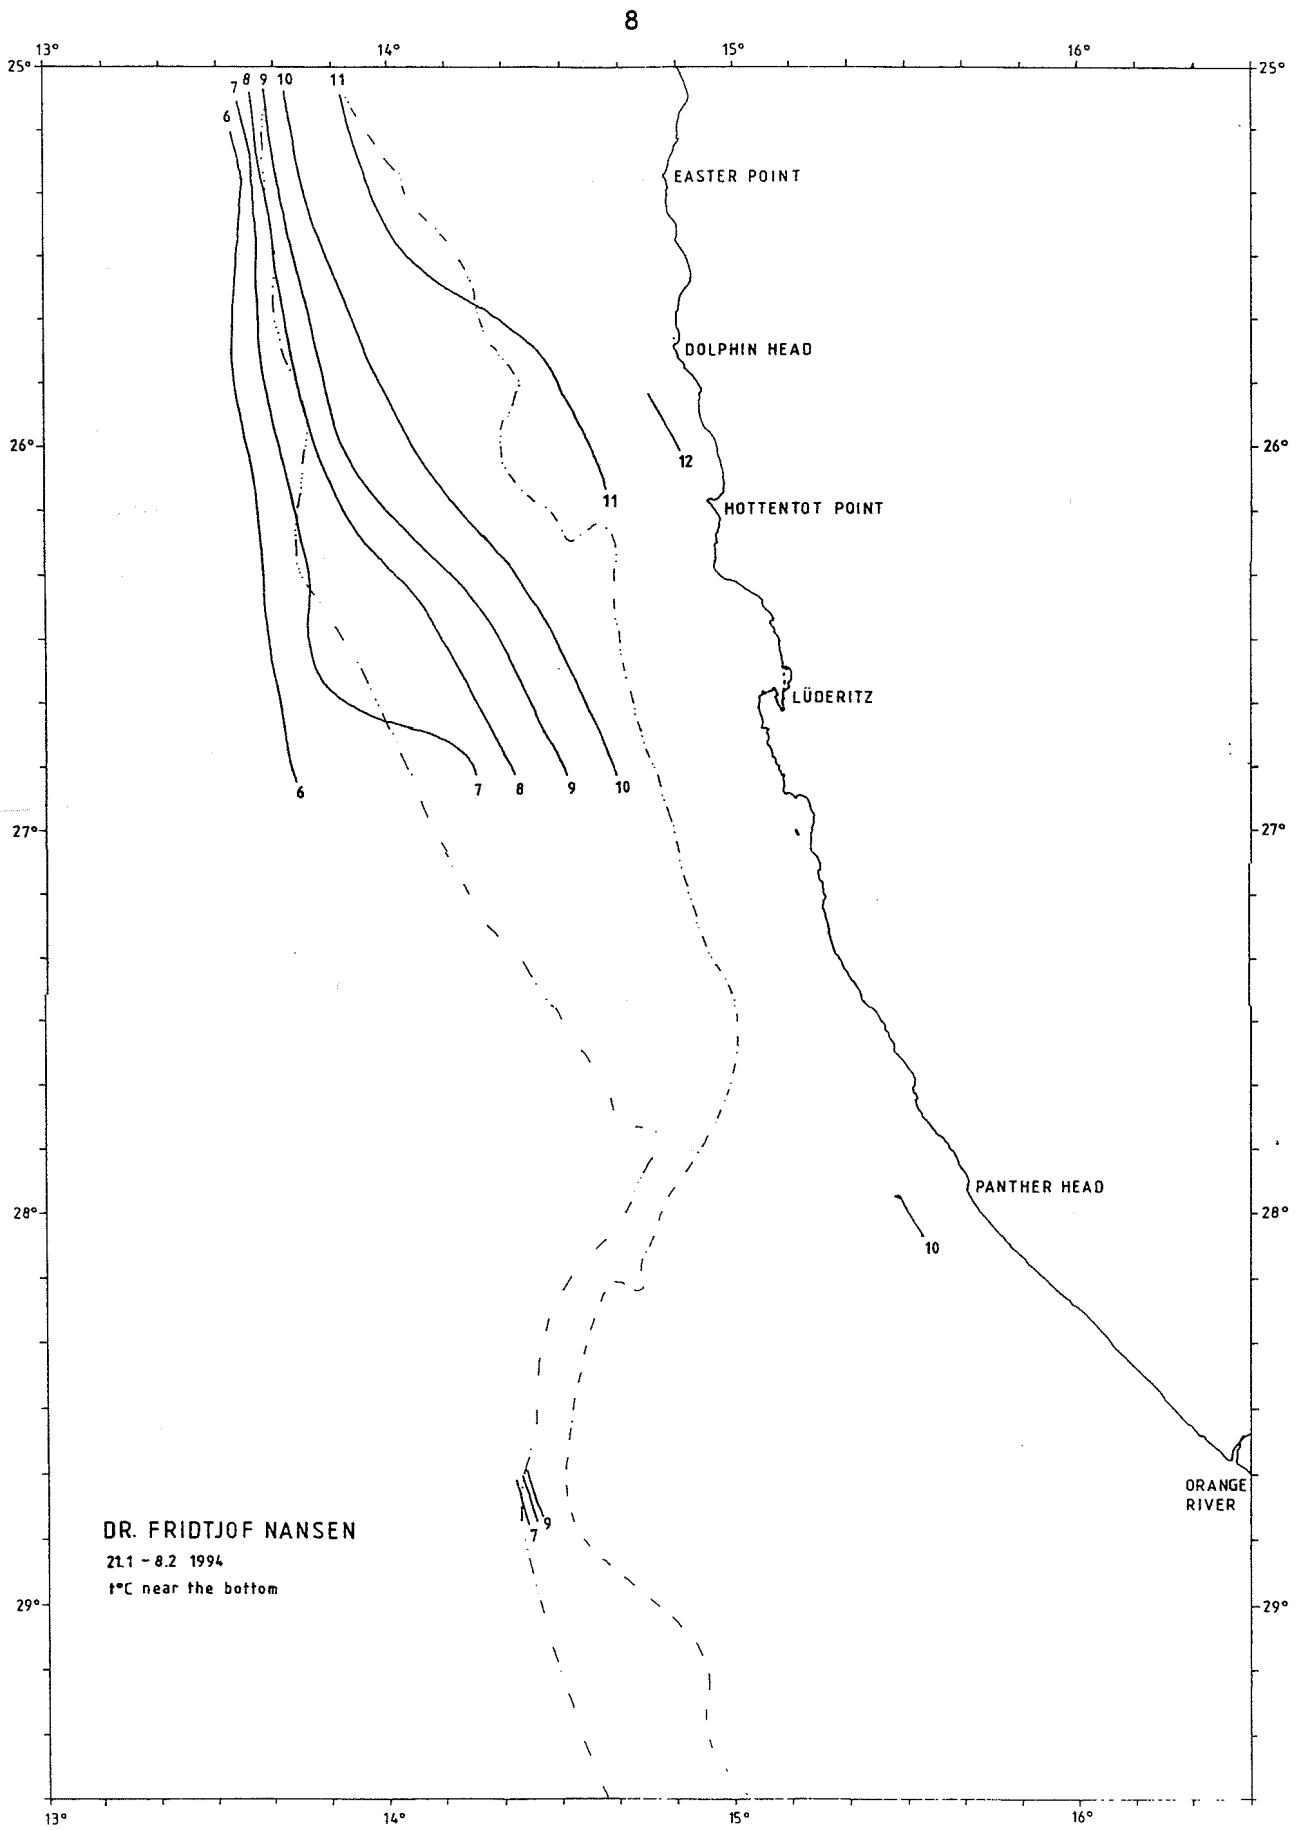 8
13° 14° 15° 16°
25° 25°
7 8 9 10 11
6
EASTER POINT
DOLPHIN HEAD
26° 26°
12
11
HOTTENTOT POINT
LÜDERITZ
6 7 8 9 10
27° 27°
PANTHER HEAD
28° 28°
10
ORANGE
RIVER
9
7
DR. FRIDTJOF NANSEN
21.1 - 8.2 1994
t°C near the bottom
29° 29°
13° 14° 15° 16°